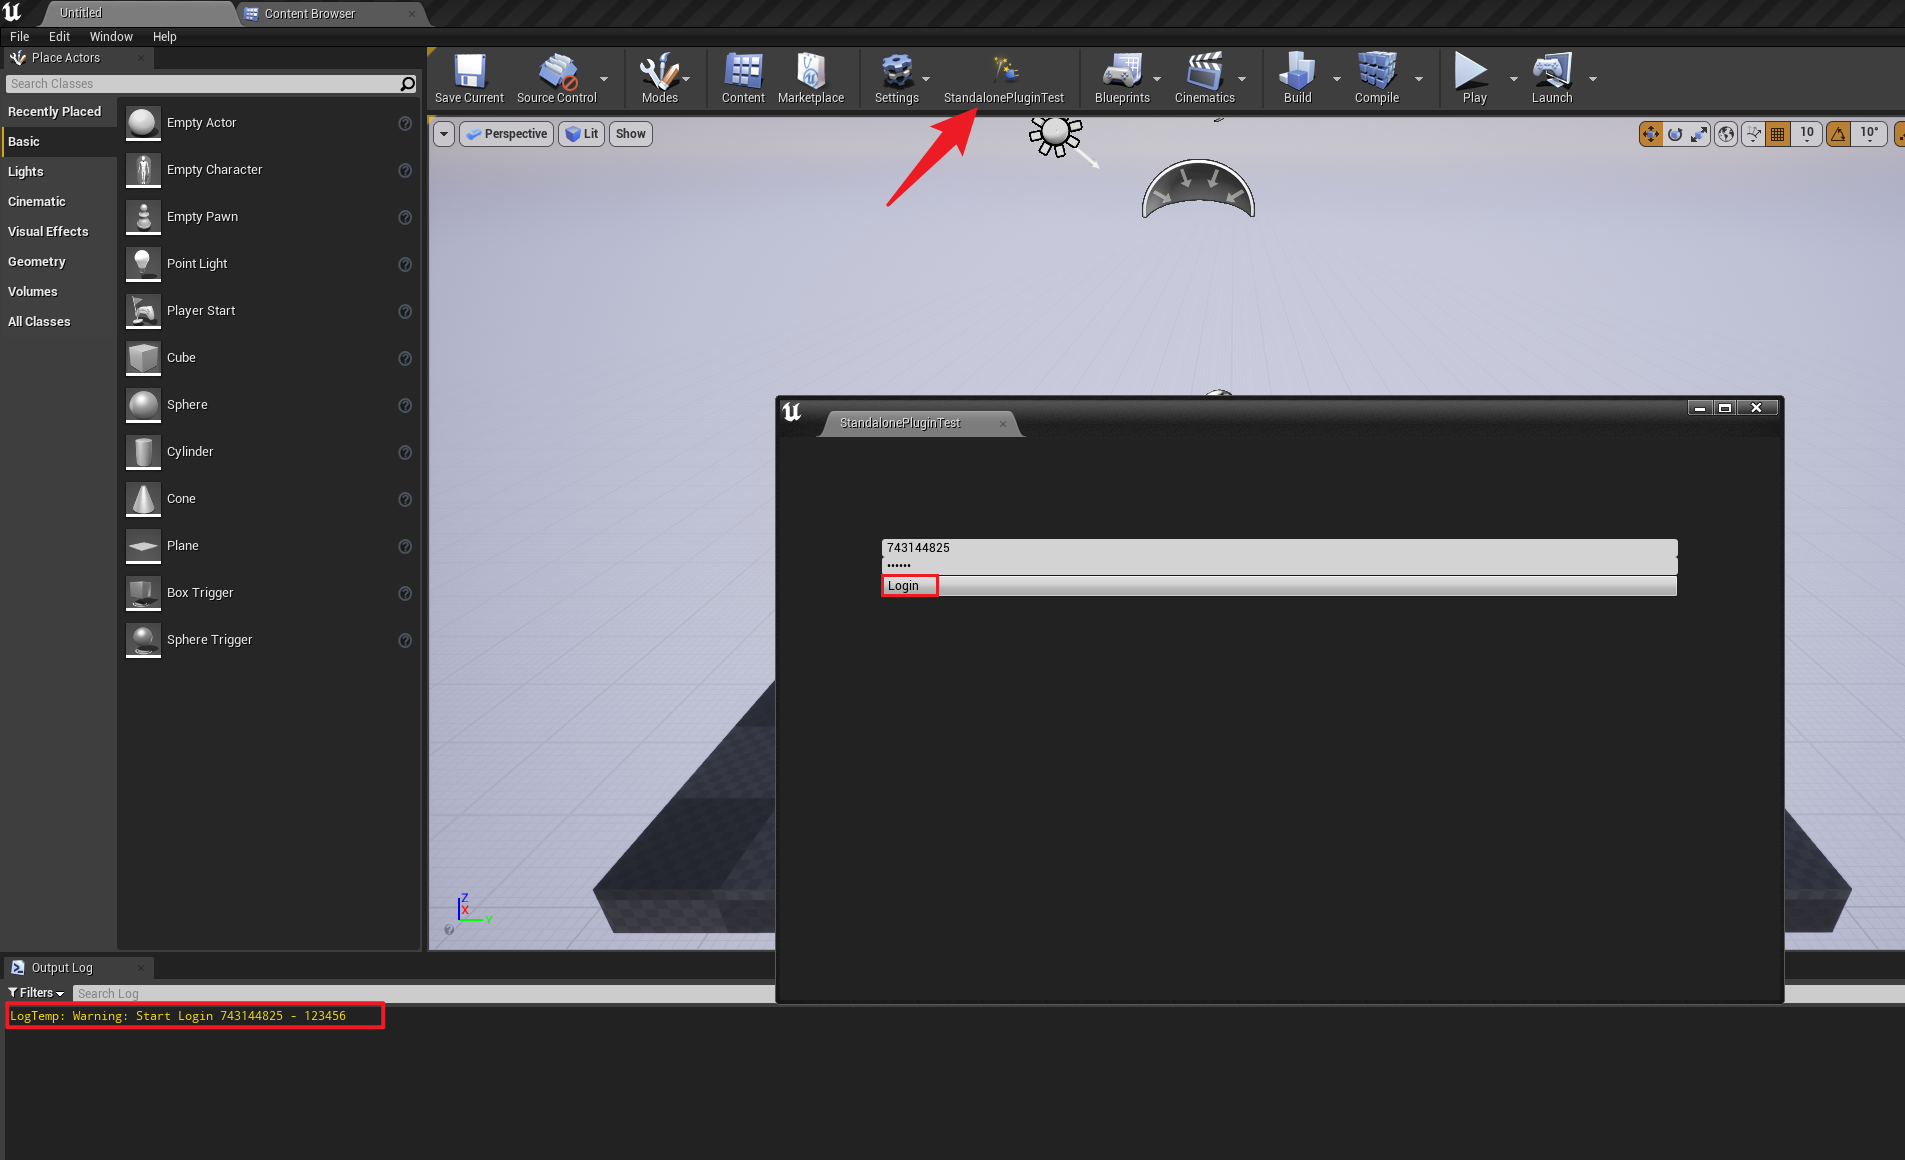 Untitled
Content Browser
File Edit Window Help
Place Actors
Search Classes
Recently Placed
Basic
Lights
Cinematic
Visual Effects
Geometry
Volumes
All Classes
Empty Actor
Empty Character
Empty Pawn
Point Light
Player Start
Cube
Sphere
Cylinder
Cone
Plane
Box Trigger
Sphere Trigger
Save Current Source Control Modes Content Marketplace Settings StandalonePluginTest Blueprints Cinematics Build Compile Play Launch
Perspective Lit Show
10 10°
StandalonePluginTest
743144825
••••••
Login
Z
X
Y
Output Log
Filters Search Log
LogTemp: Warning: Start Login 743144825 - 123456